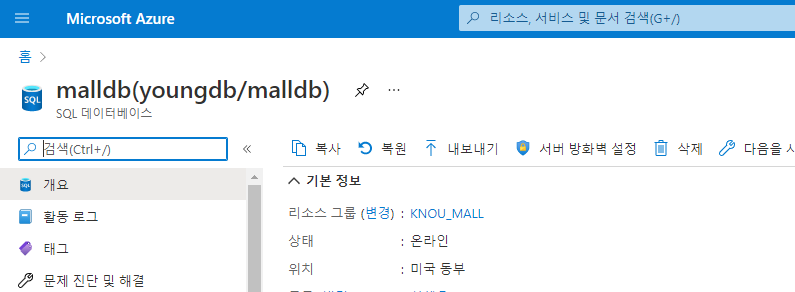 Microsoft Azure
리소스, 서비스 및 문서 검색(G+/)
홈
malldb(youngdb/malldb)
SQL
SQL 데이터베이스
검색(Ctrl+/)
복사 복원 내보내기 서버 방화벽 설정 삭제 다음을
개요
활동 로그
태그
문제 진단 및 해결
기본 정보
리소스 그룹 (변경) : KNOU_MALL
상태 : 온라인
위치 : 미국 동부